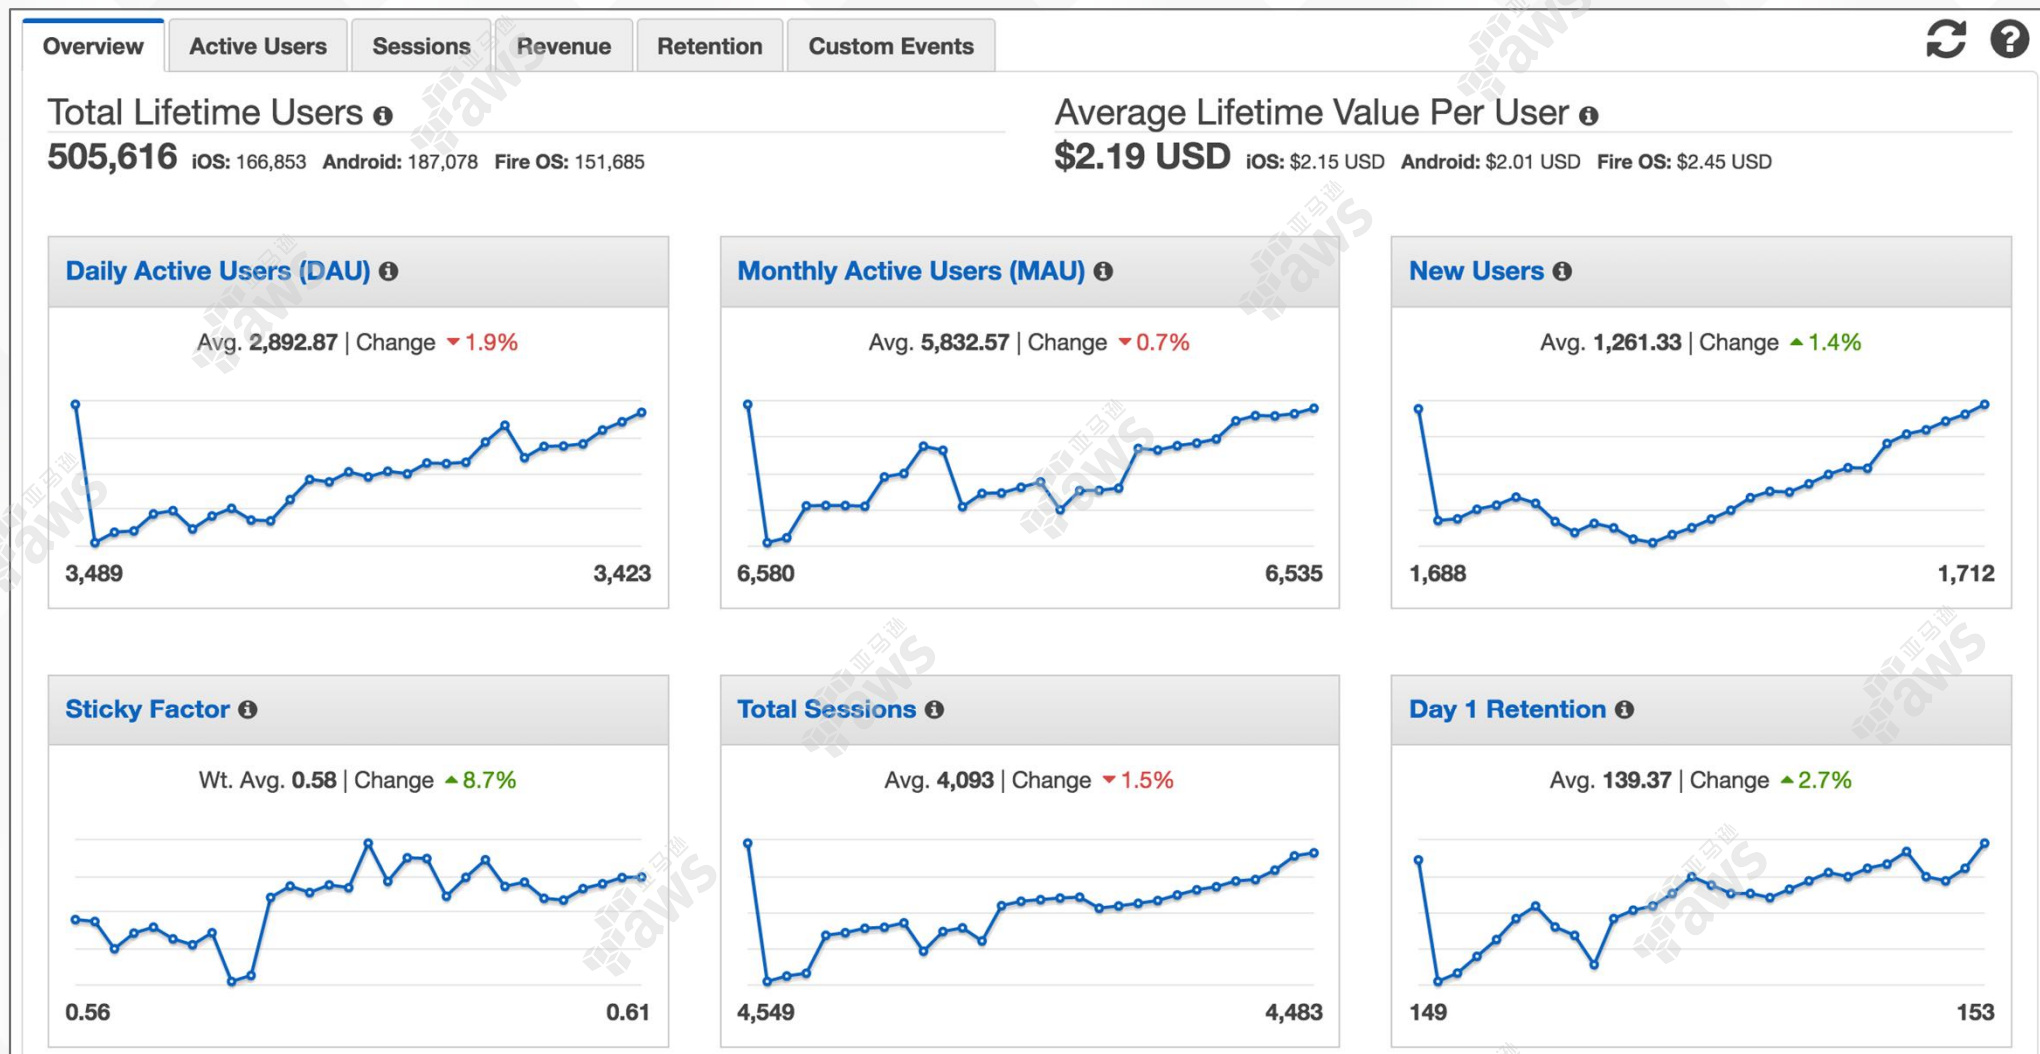 Overview Active Users Sessions Revenue Retention Custom Events
Total Lifetime Users
505,616 iOS: 166,853 Android: 187,078 Fire OS: 151,685
Average Lifetime Value Per User
$2.19 USD iOS: $2.15 USD Android: $2.01 USD Fire OS: $2.45 USD
Daily Active Users (DAU)
Avg. 2,892.87 | Change ▼1.9%
3,489 3,423
Monthly Active Users (MAU)
Avg. 5,832.57 | Change ▼0.7%
6,580 6,535
New Users
Avg. 1,261.33 | Change ▲1.4%
1,688 1,712
Sticky Factor
Wt. Avg. 0.58 | Change ▲8.7%
0.56 0.61
Total Sessions
Avg. 4,093 | Change ▼1.5%
4,549 4,483
Day 1 Retention
Avg. 139.37 | Change ▲2.7%
149 153
亚马逊
aws